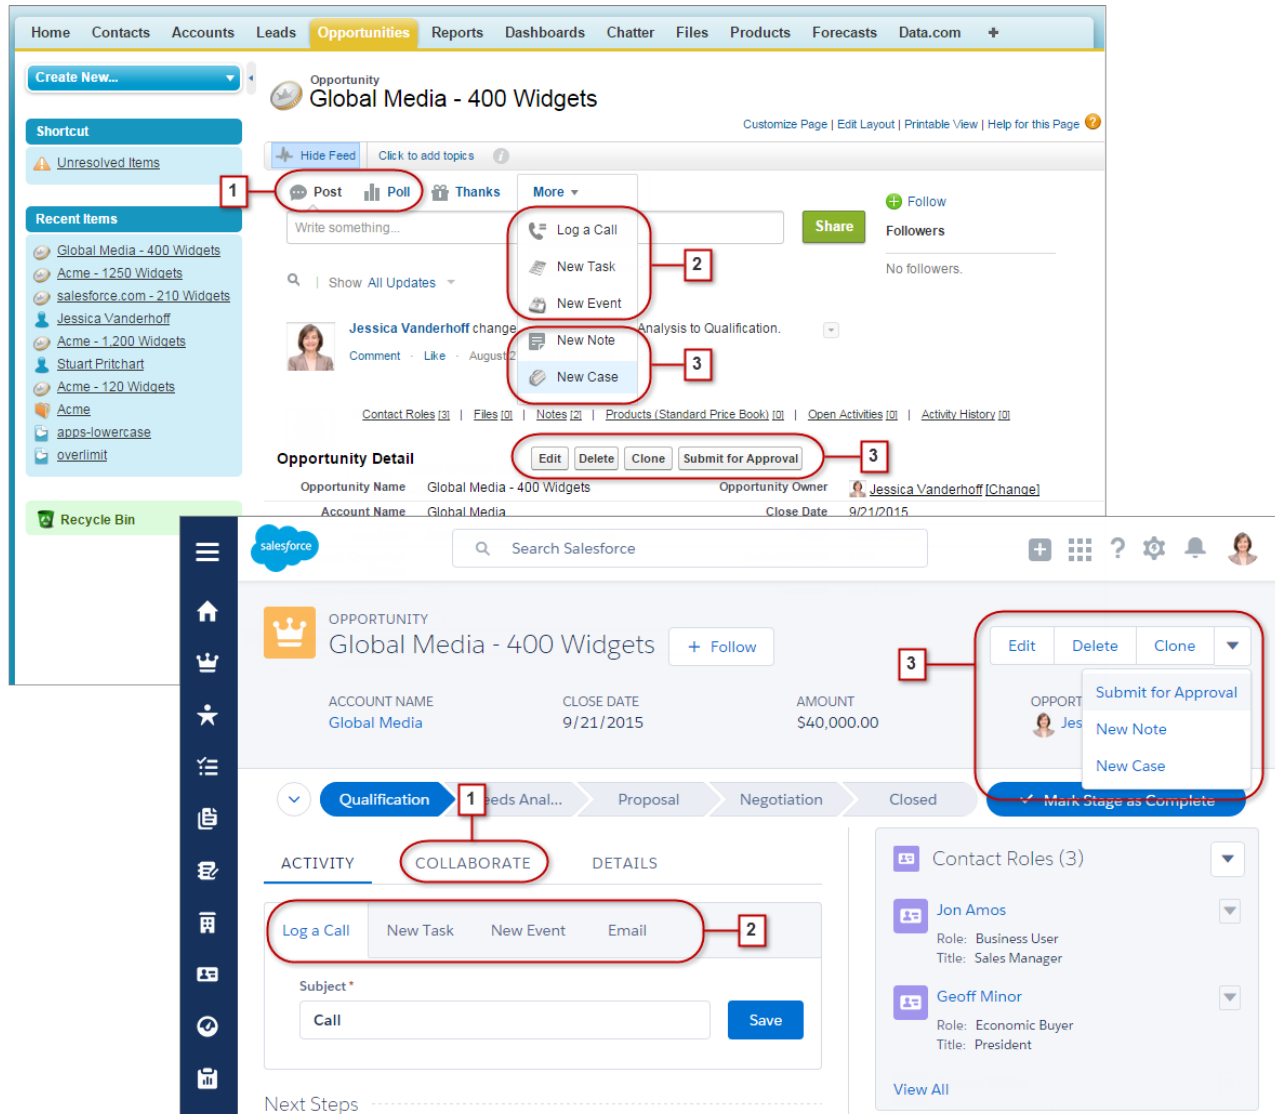 Home Contacts Accounts Leads Opportunities Reports Dashboards Chatter Files Products Forecasts Data.com +
Create New...
Opportunity
Global Media - 400 Widgets
Customize Page | Edit Layout | Printable View | Help for this Page ?
Shortcut
Unresolved Items
Hide Feed Click to add topics i
1
Post Poll Thanks More
Write something...
Share
Follow
Followers
No followers.
Log a Call
New Task
New Event
2
Recent Items
Global Media - 400 Widgets
Acme - 1250 Widgets
salesforce.com - 210 Widgets
Jessica Vanderhoff
Acme - 1,200 Widgets
Stuart Pritchart
Acme - 120 Widgets
Acme
apps-lowercase
overlimit
Show All Updates
Jessica Vanderhoff change Analysis to Qualification.
Comment · Like · August 2
New Note
New Case
3
Contact Roles [3] | Files [0] | Notes [2] | Products (Standard Price Book) [0] | Open Activities [0] | Activity History [0]
Opportunity Detail Edit Delete Clone Submit for Approval
3
Opportunity Name Global Media - 400 Widgets Opportunity Owner Jessica Vanderhoff [Change]
Account Name Global Media Close Date 9/21/2015
Recycle Bin
salesforce
Search Salesforce
?
OPPORTUNITY
Global Media - 400 Widgets
+ Follow
3
Edit Delete Clone
Submit for Approval
New Note
New Case
ACCOUNT NAME CLOSE DATE AMOUNT OPPORT
Global Media 9/21/2015 $40,000.00 Jes
Qualification eeds Anal... Proposal Negotiation Closed Mark Stage as Complete
1
ACTIVITY COLLABORATE DETAILS
Log a Call New Task New Event Email
2
Subject *
Call
Save
Next Steps
Contact Roles (3)
Jon Amos
Role: Business User
Title: Sales Manager
Geoff Minor
Role: Economic Buyer
Title: President
View All